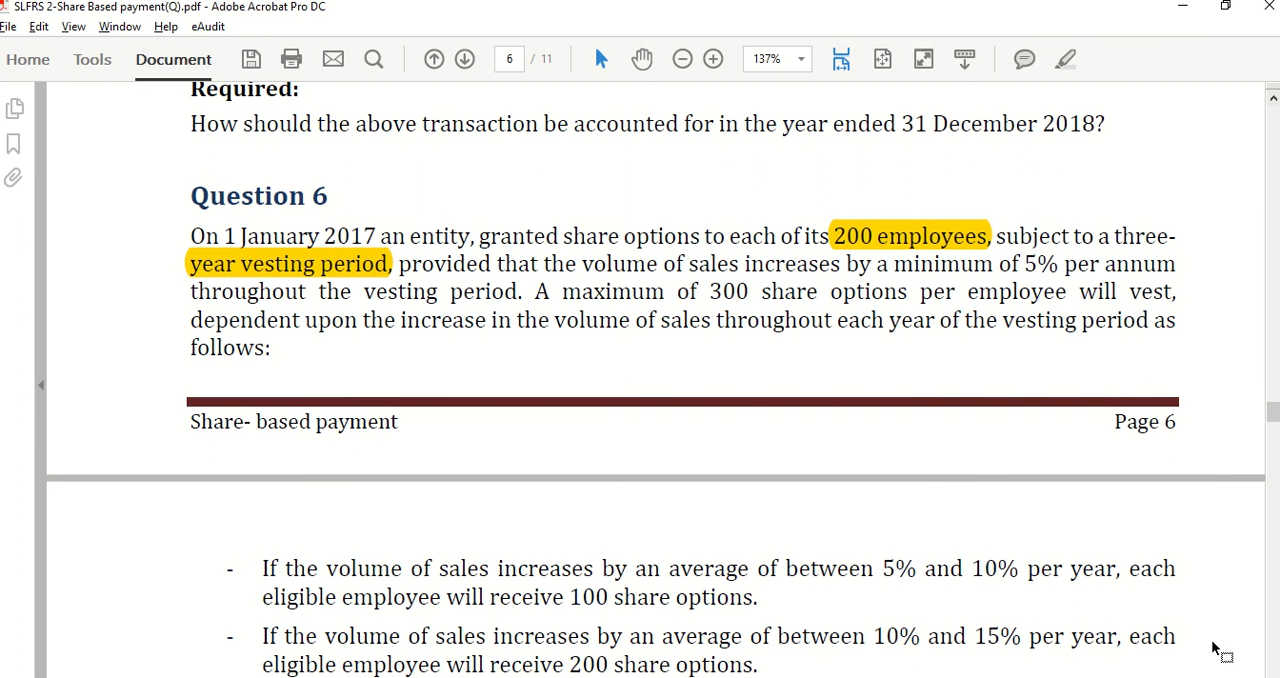 SLFRS 2-Share Based payment(Q).pdf - Adobe Acrobat Pro DC
File Edit View Window Help eAudit
Home Tools Document 6 / 11 137%
Required:
How should the above transaction be accounted for in the year ended 31 December 2018?
Question 6
On 1 January 2017 an entity, granted share options to each of its 200 employees, subject to a three-
year vesting period, provided that the volume of sales increases by a minimum of 5% per annum
throughout the vesting period. A maximum of 300 share options per employee will vest,
dependent upon the increase in the volume of sales throughout each year of the vesting period as
follows:
Share- based payment Page 6
- If the volume of sales increases by an average of between 5% and 10% per year, each
eligible employee will receive 100 share options.
- If the volume of sales increases by an average of between 10% and 15% per year, each
eligible employee will receive 200 share options.